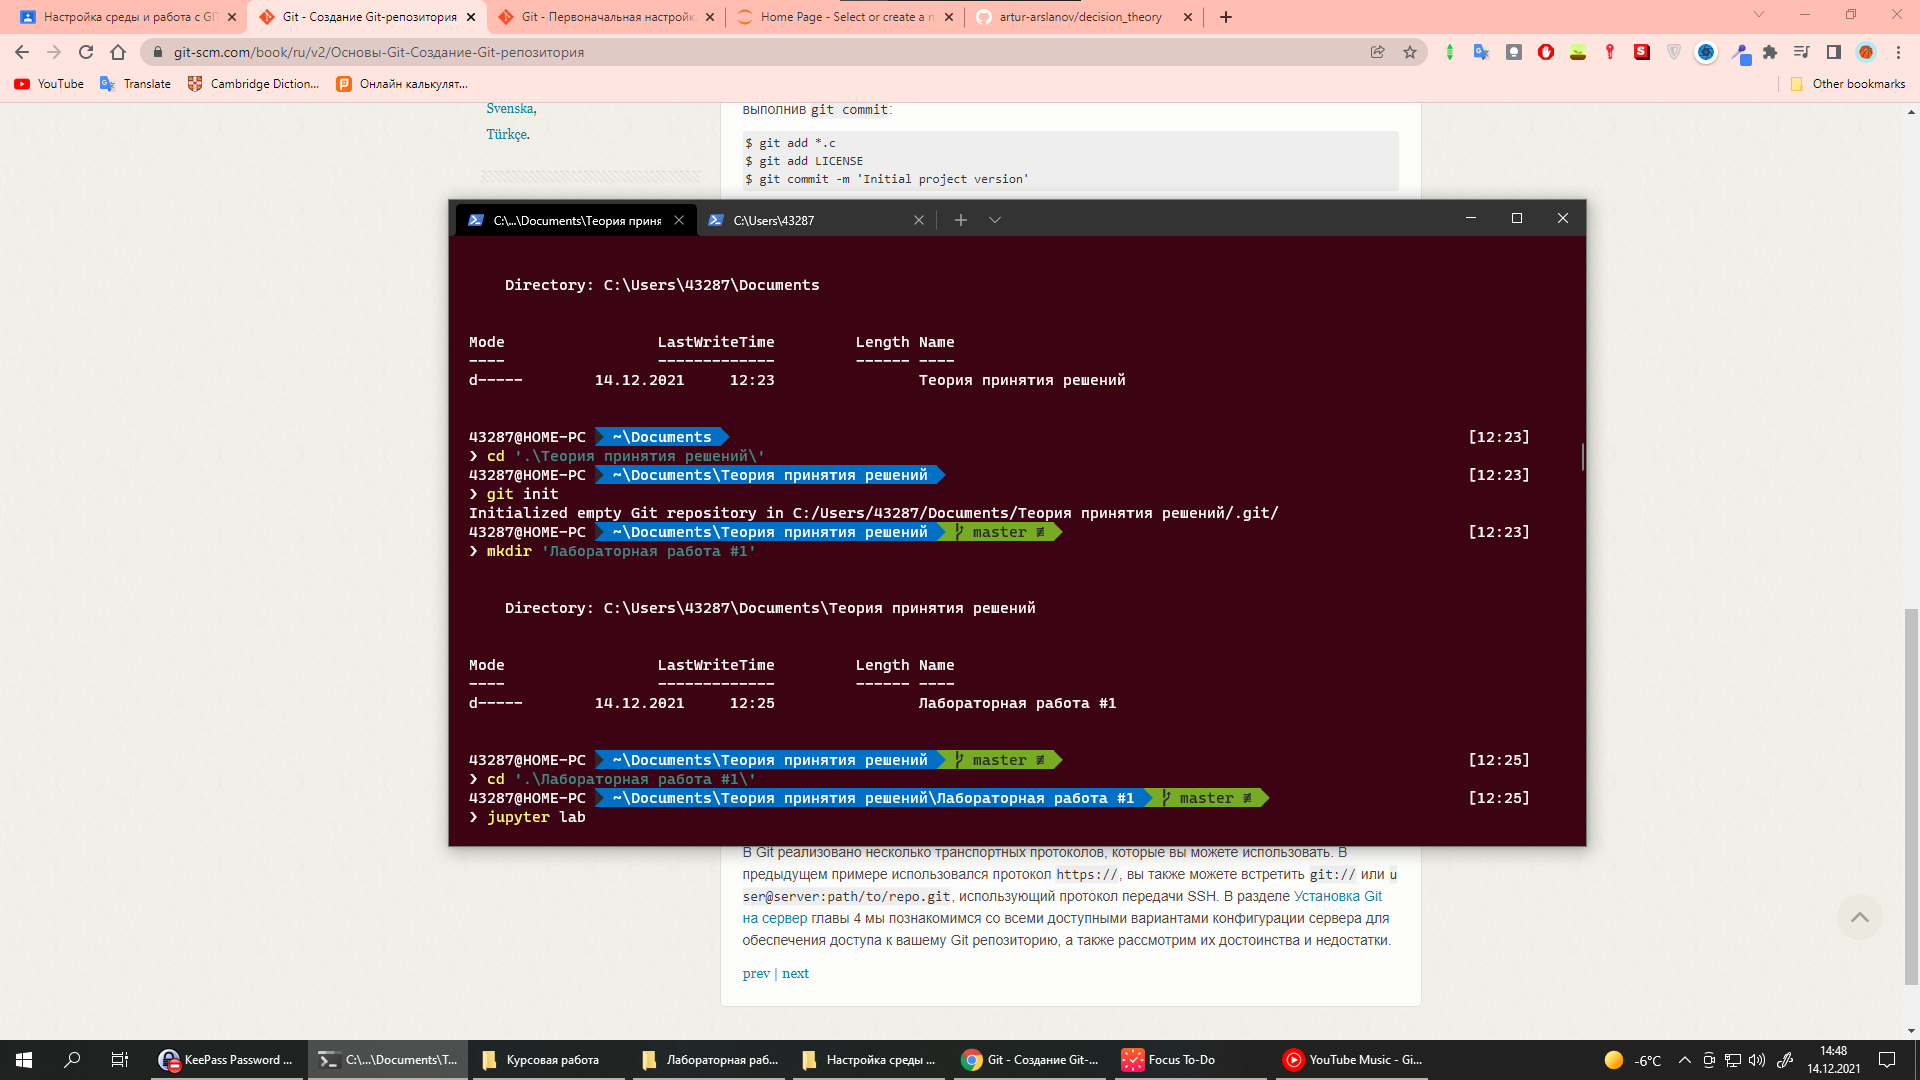 Настройка среды и работа с GI
Git - Создание Git-репозитория
Git - Первоначальная настройк
Home Page - Select or create a n
artur-arslanov/decision_theory
git-scm.com/book/ru/v2/Основы-Git-Создание-Git-репозитория
YouTube
Translate
Cambridge Diction...
Онлайн калькулят...
Other bookmarks
Svenska,
Türkçe.
выполнив git commit:
$ git add *.c
$ git add LICENSE
$ git commit -m 'Initial project version'
C:\...\Documents\Теория приня
C:\Users\43287
Directory: C:\Users\43287\Documents
Mode LastWriteTime Length Name
---- ------------- ------ ----
d----- 14.12.2021 12:23 Теория принятия решений
43287@HOME-PC ~\Documents [12:23]
❯ cd '.\Теория принятия решений\'
43287@HOME-PC ~\Documents\Теория принятия решений [12:23]
❯ git init
Initialized empty Git repository in C:/Users/43287/Documents/Теория принятия решений/.git/
43287@HOME-PC ~\Documents\Теория принятия решений master ≢ [12:23]
❯ mkdir 'Лабораторная работа #1'
Directory: C:\Users\43287\Documents\Теория принятия решений
Mode LastWriteTime Length Name
---- ------------- ------ ----
d----- 14.12.2021 12:25 Лабораторная работа #1
43287@HOME-PC ~\Documents\Теория принятия решений master ≢ [12:25]
❯ cd '.\Лабораторная работа #1\'
43287@HOME-PC ~\Documents\Теория принятия решений\Лабораторная работа #1 master ≢ [12:25]
❯ jupyter lab
В Git реализовано несколько транспортных протоколов, которые вы можете использовать. В
предыдущем примере использовался протокол https://, вы также можете встретить git:// или u
ser@server:path/to/repo.git, использующий протокол передачи SSH. В разделе Установка Git
на сервер главы 4 мы познакомимся со всеми доступными вариантами конфигурации сервера для
обеспечения доступа к вашему Git репозиторию, а также рассмотрим их достоинства и недостатки.
prev | next
KeePass Password ...
C:\...\Documents\Т...
Курсовая работа
Лабораторная раб...
Настройка среды ...
Git - Создание Git-...
Focus To-Do
YouTube Music - Gi...
-6°C
14:48
14.12.2021